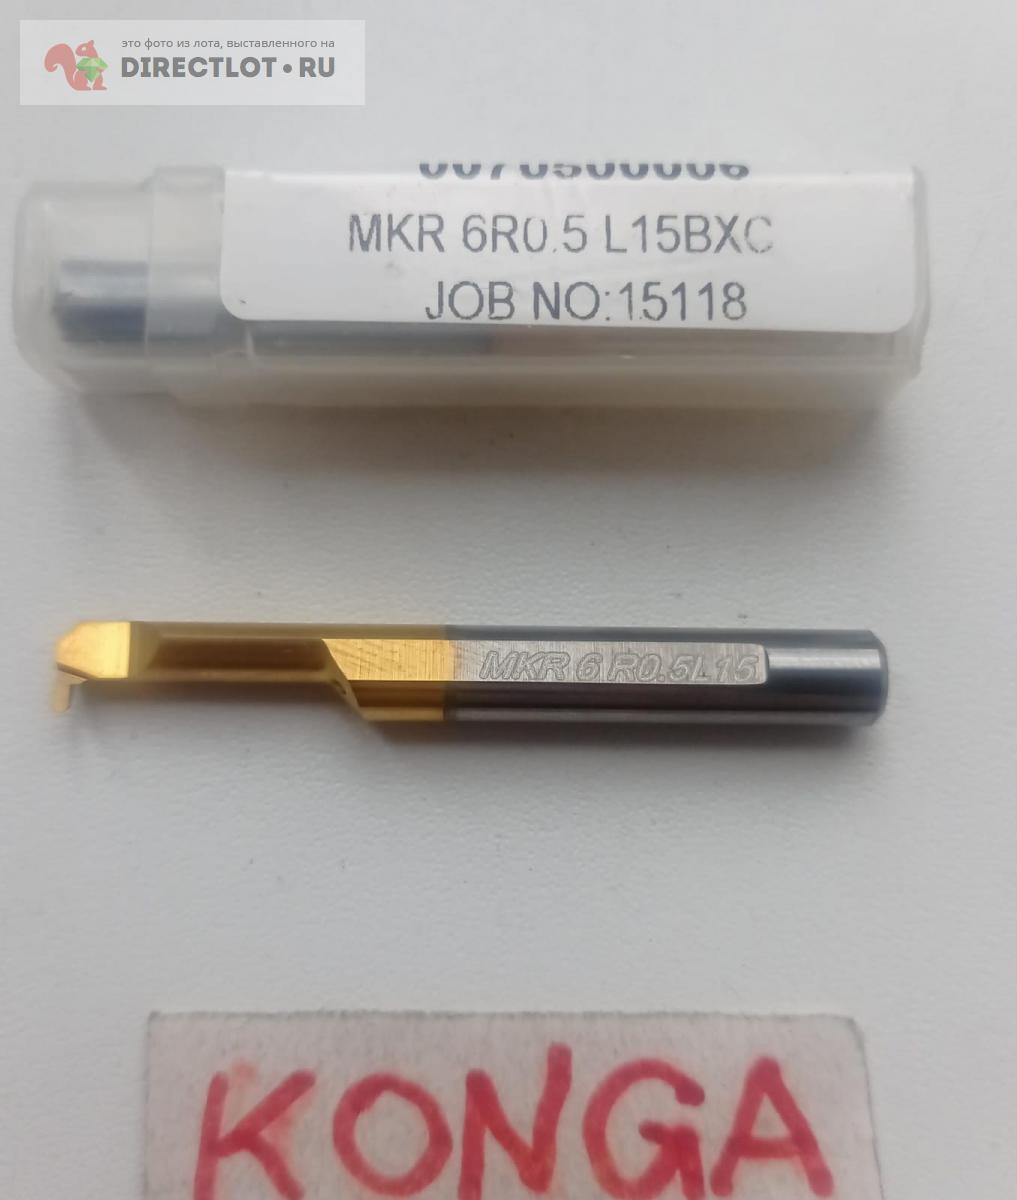 это фото из лота, выставленного на
DIRECTLOT•RU
0070500006
MKR 6R0.5 L15BXC
JOB NO:15118
MKR 6 R0.5L15
KONGA